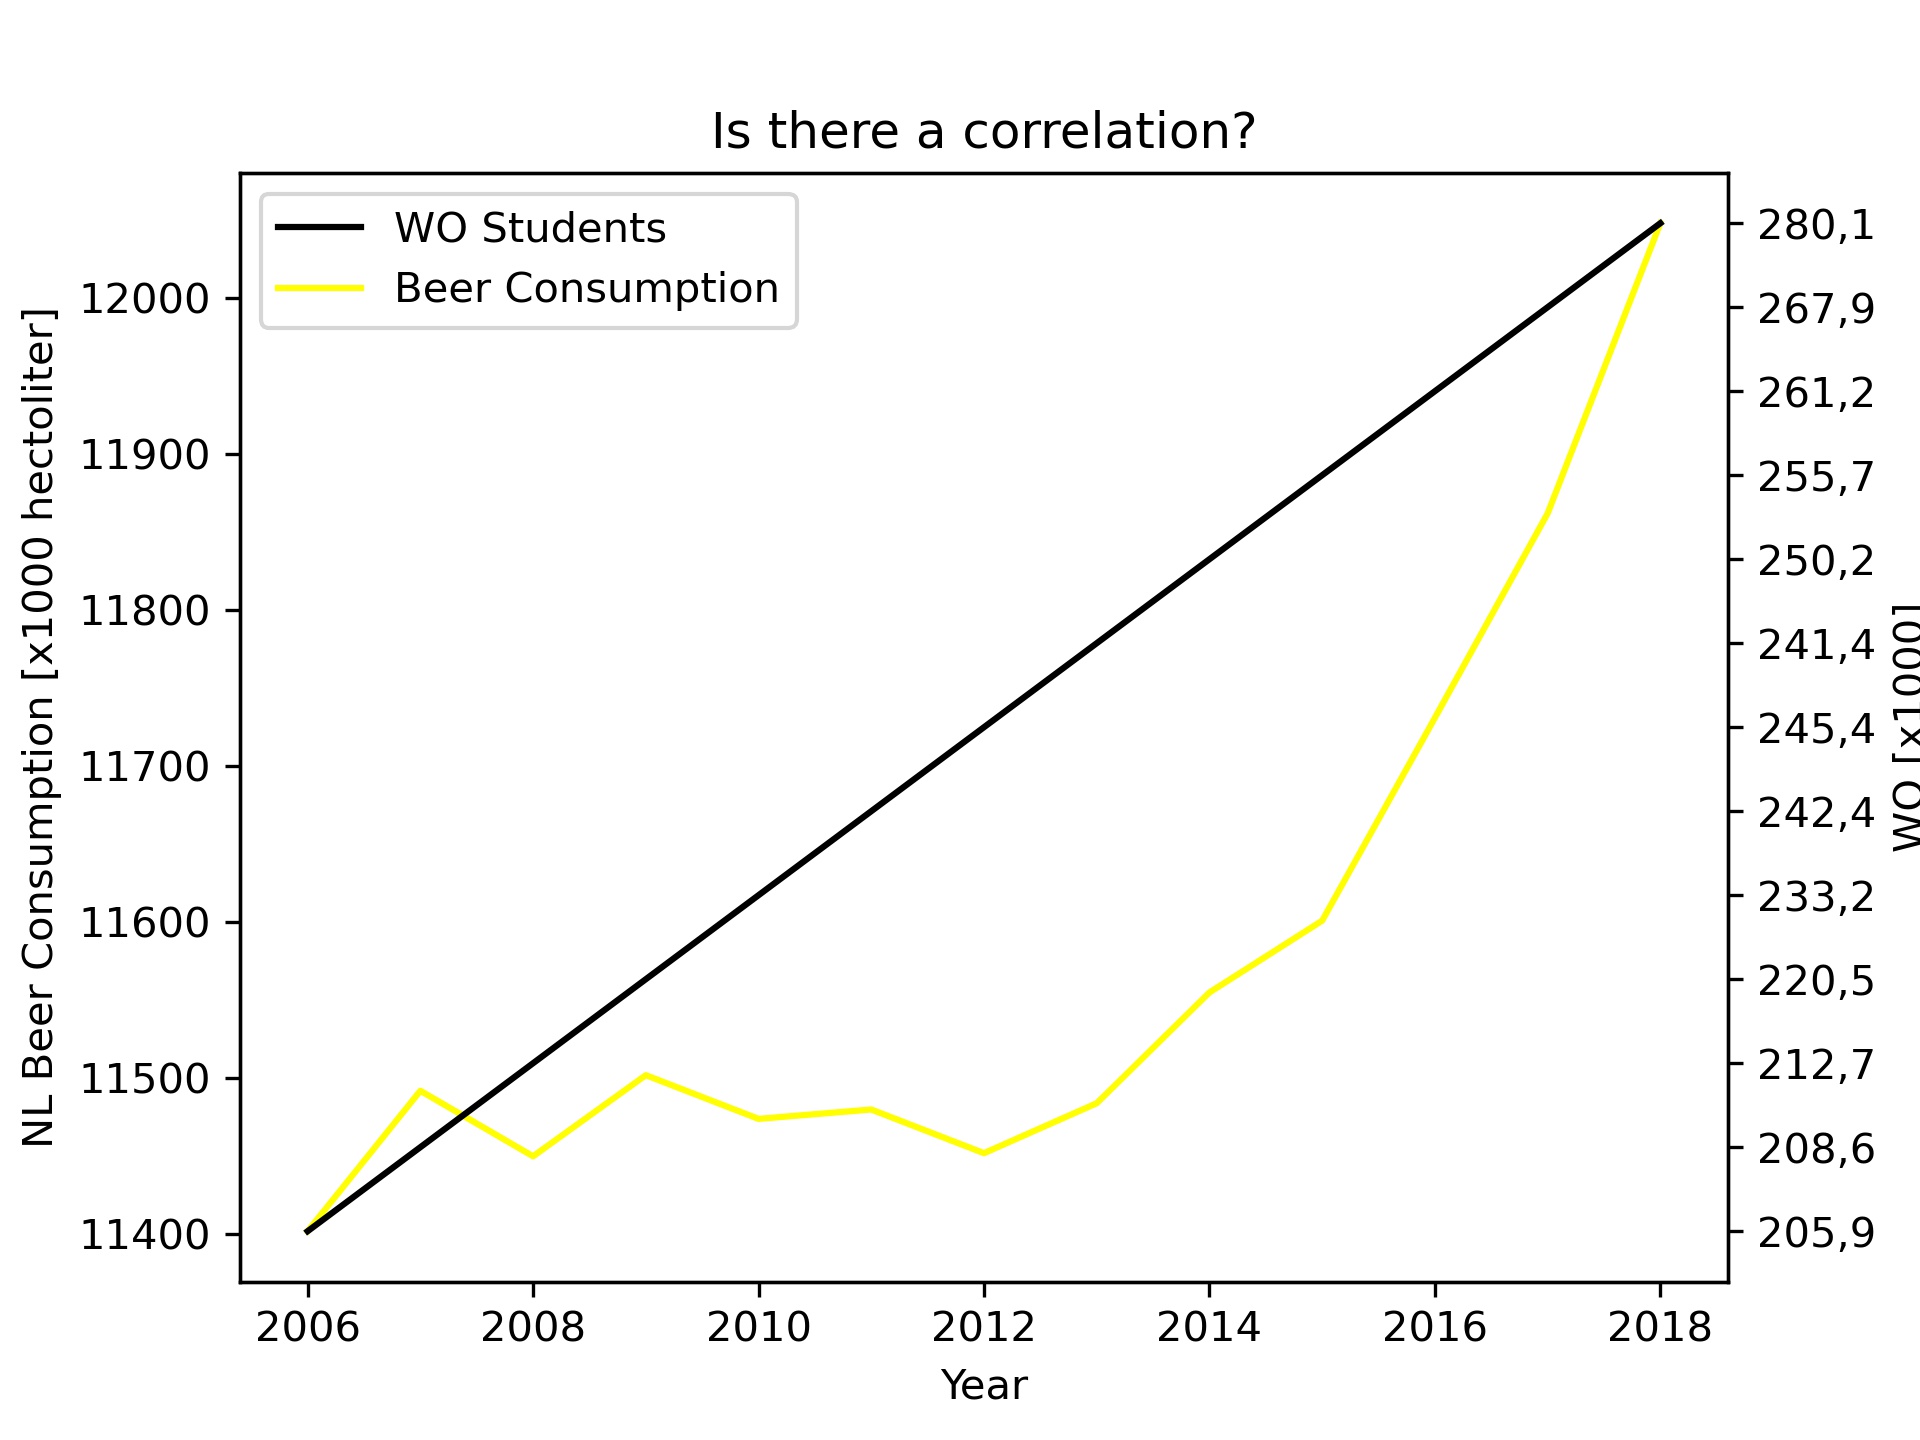 Is there a correlation?
WO Students
Beer Consumption
NL Beer Consumption [x1000 hectoliter]
12000
11900
11800
11700
11600
11500
11400
280,1
267,9
261,2
255,7
250,2
241,4
245,4
242,4
233,2
220,5
212,7
208,6
205,9
WO [x1000]
2006 2008 2010 2012 2014 2016 2018
Year